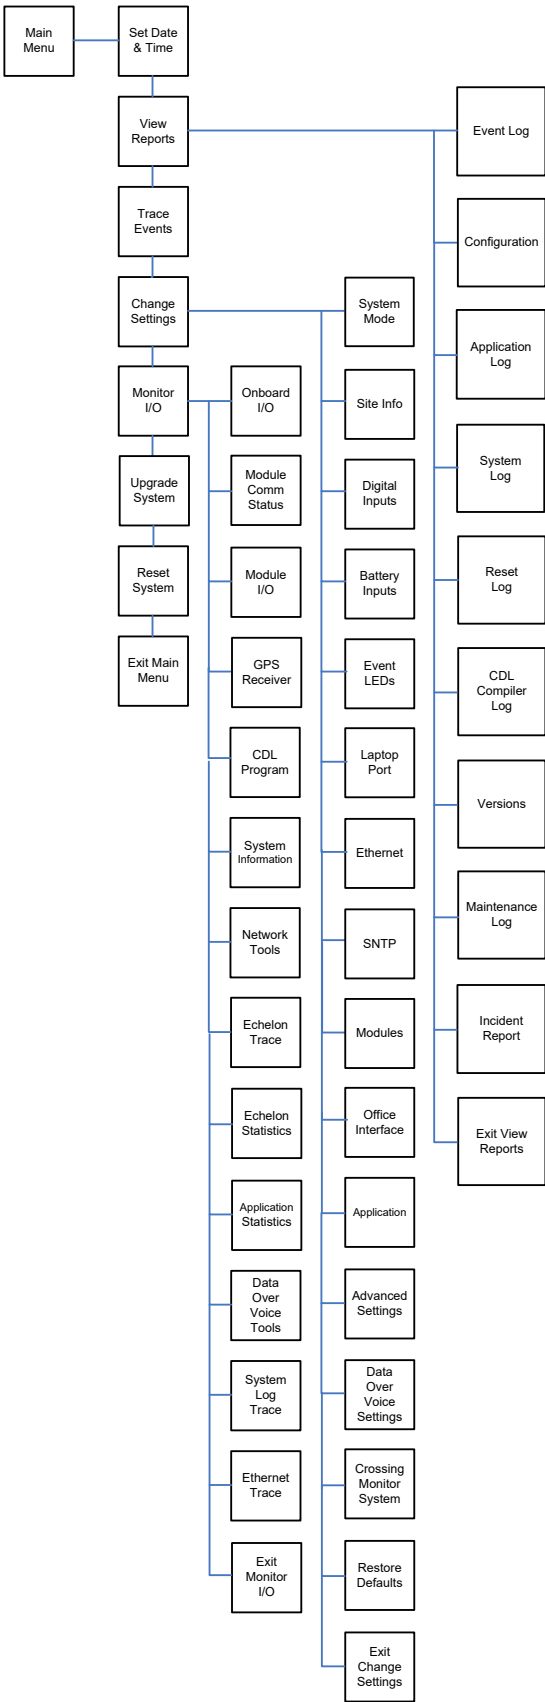 Main
Menu
Set Date
& Time
View
Reports
Trace
Events
Change
Settings
Monitor
I/O
Upgrade
System
Reset
System
Exit Main
Menu
Onboard
I/O
Module
Comm
Status
Module
I/O
GPS
Receiver
CDL
Program
System
Information
Network
Tools
Echelon
Trace
Echelon
Statistics
Application
Statistics
Data
Over
Voice
Tools
System
Log
Trace
Ethernet
Trace
Exit
Monitor
I/O
System
Mode
Site Info
Digital
Inputs
Battery
Inputs
Event
LEDs
Laptop
Port
Ethernet
SNTP
Modules
Office
Interface
Application
Advanced
Settings
Data
Over
Voice
Settings
Crossing
Monitor
System
Restore
Defaults
Exit
Change
Settings
Event Log
Configuration
Application
Log
System
Log
Reset
Log
CDL
Compiler
Log
Versions
Maintenance
Log
Incident
Report
Exit View
Reports